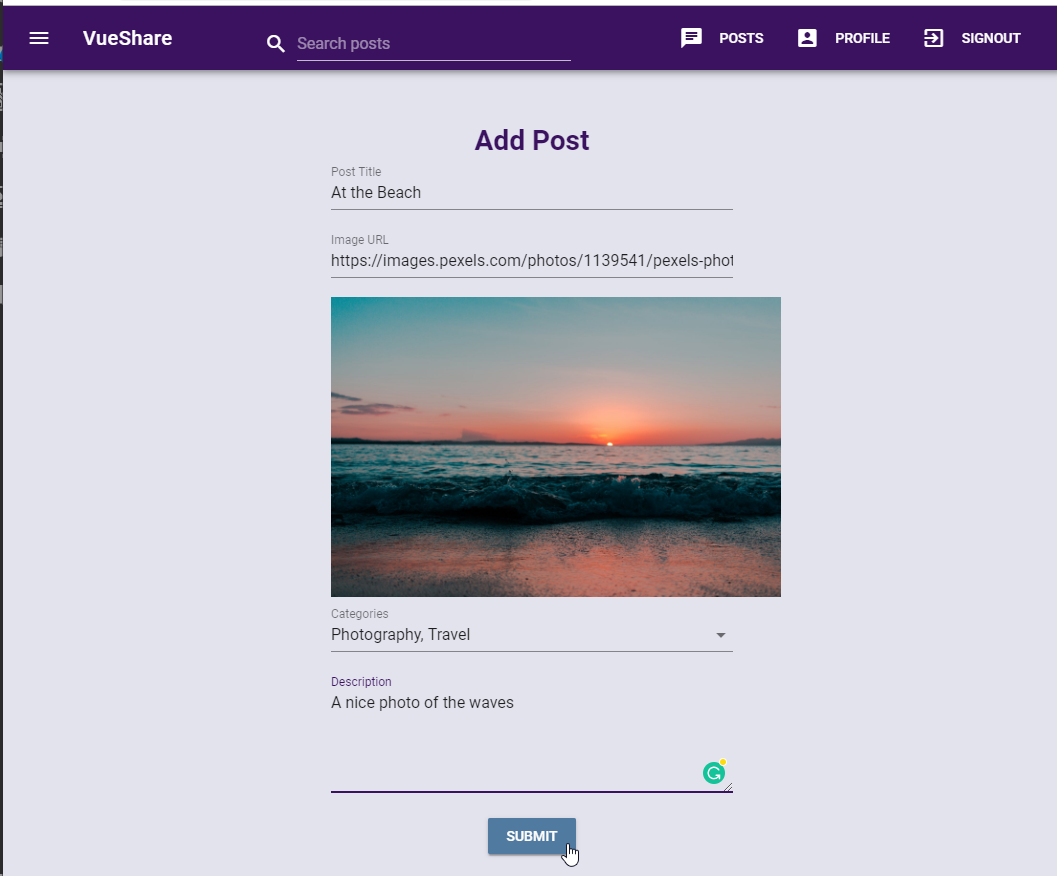 VueShare
Search posts
POSTS
PROFILE
SIGNOUT
Add Post
Post Title
At the Beach
Image URL
https://images.pexels.com/photos/1139541/pexels-phot
Categories
Photography, Travel
Description
A nice photo of the waves
SUBMIT